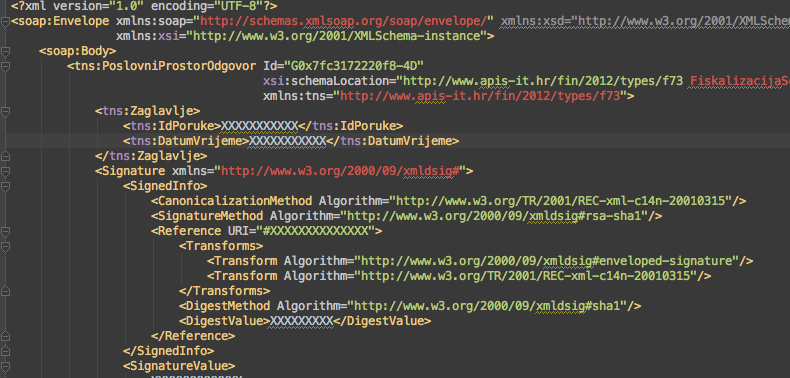 <?xml version="1.0" encoding="UTF-8"?>
<soap:Envelope xmlns:soap="http://schemas.xmlsoap.org/soap/envelope/" xmlns:xsd="http://www.w3.org/2001/XMLSchem
xmlns:xsi="http://www.w3.org/2001/XMLSchema-instance">
<soap:Body>
<tns:PoslovniProstorOdgovor Id="G0x7fc3172220f8-4D"
xsi:schemaLocation="http://www.apis-it.hr/fin/2012/types/f73 FiskalizacijaS
xmlns:tns="http://www.apis-it.hr/fin/2012/types/f73">
<tns:Zaglavlje>
<tns:IdPoruke>XXXXXXXXXXX</tns:IdPoruke>
<tns:DatumVrijeme>XXXXXXXXXXX</tns:DatumVrijeme>
</tns:Zaglavlje>
<Signature xmlns="http://www.w3.org/2000/09/xmldsig#">
<SignedInfo>
<CanonicalizationMethod Algorithm="http://www.w3.org/TR/2001/REC-xml-c14n-20010315"/>
<SignatureMethod Algorithm="http://www.w3.org/2000/09/xmldsig#rsa-sha1"/>
<Reference URI="#XXXXXXXXXXXXXX">
<Transforms>
<Transform Algorithm="http://www.w3.org/2000/09/xmldsig#enveloped-signature"/>
<Transform Algorithm="http://www.w3.org/TR/2001/REC-xml-c14n-20010315"/>
</Transforms>
<DigestMethod Algorithm="http://www.w3.org/2000/09/xmldsig#sha1"/>
<DigestValue>XXXXXXXXX</DigestValue>
</Reference>
</SignedInfo>
<SignatureValue>